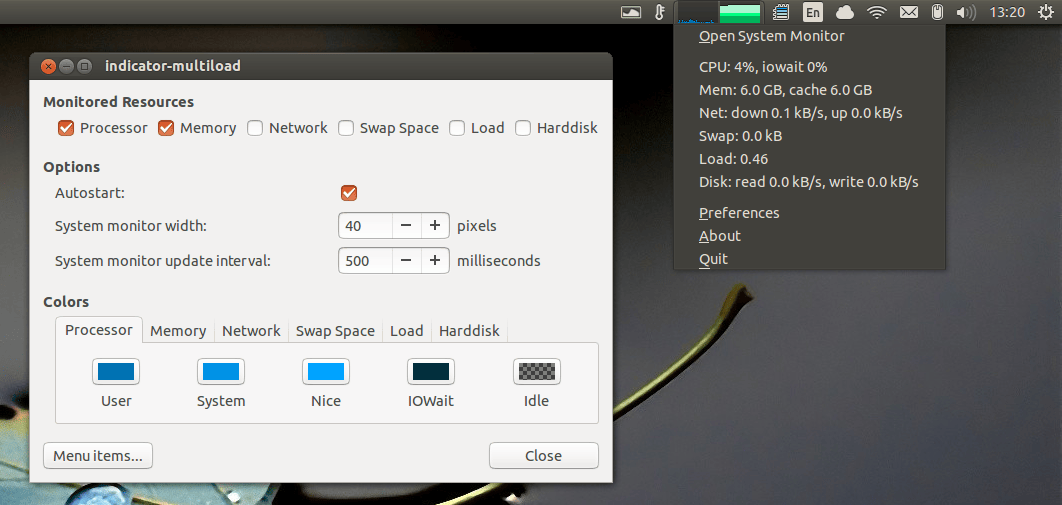 En 13:20
indicator-multiload
Monitored Resources
Processor Memory Network Swap Space Load Harddisk
Options
Autostart:
System monitor width: 40 pixels
System monitor update interval: 500 milliseconds
Colors
Processor Memory Network Swap Space Load Harddisk
User System Nice IOWait Idle
Menu items... Close
Open System Monitor
CPU: 4%, iowait 0%
Mem: 6.0 GB, cache 6.0 GB
Net: down 0.1 kB/s, up 0.0 kB/s
Swap: 0.0 kB
Load: 0.46
Disk: read 0.0 kB/s, write 0.0 kB/s
Preferences
About
Quit